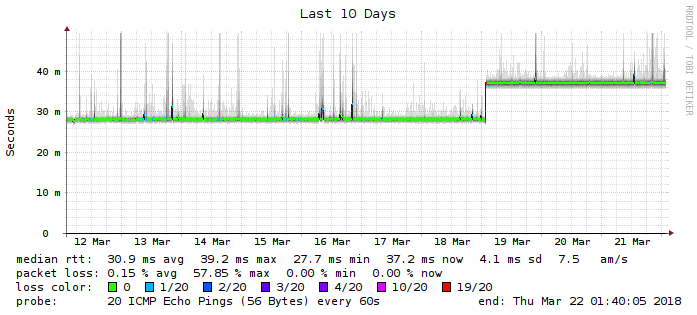 Last 10 Days
RRDTOOL / TOBI OETIKER
Seconds
40 m
30 m
20 m
10 m
0
12 Mar 13 Mar 14 Mar 15 Mar 16 Mar 17 Mar 18 Mar 19 Mar 20 Mar 21 Mar
median rtt: 30.9 ms avg 39.2 ms max 27.7 ms min 37.2 ms now 4.1 ms sd 7.5 am/s
packet loss: 0.15 % avg 57.85 % max 0.00 % min 0.00 % now
loss color: 0 1/20 2/20 3/20 4/20 10/20 19/20
probe: 20 ICMP Echo Pings (56 Bytes) every 60s end: Thu Mar 22 01:40:05 2018